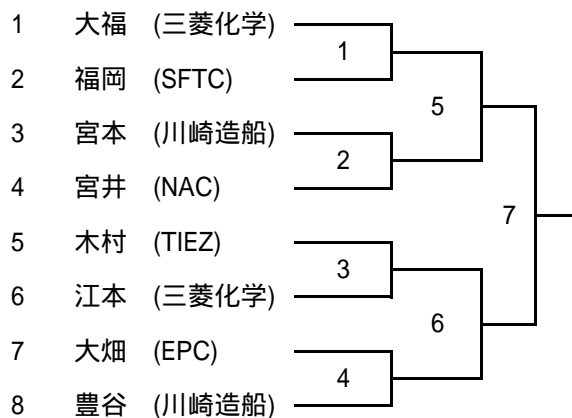 1 大福 (三菱化学)
1
2 福岡 (SFTC)
5
3 宮本 (川崎造船)
2
4 宮井 (NAC)
7
5 木村 (TIEZ)
3
6 江本 (三菱化学)
6
7 大畑 (EPC)
4
8 豊谷 (川崎造船)